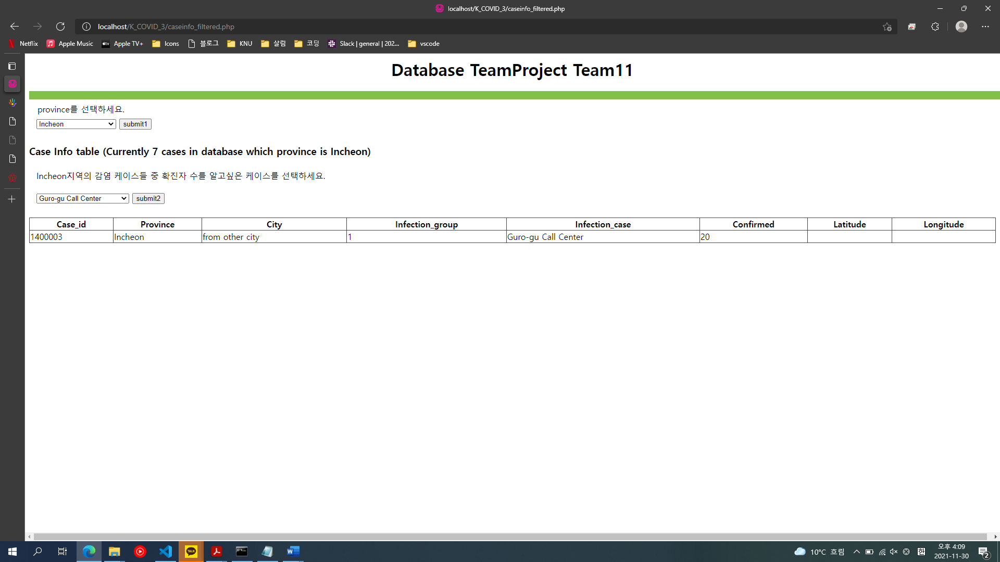 localhost/K_COVID_3/caseinfo_filtered.php
localhost/K_COVID_3/caseinfo_filtered.php
Netflix Apple Music Apple TV+ Icons 블로그 KNU 살림 코딩 Slack | general | 202... vscode
Database TeamProject Team11
province를 선택하세요.
Incheon submit1
Case Info table (Currently 7 cases in database which province is Incheon)
Incheon지역의 감염 케이스들 중 확진자 수를 알고싶은 케이스를 선택하세요.
Guro-gu Call Center submit2
Case_id Province City Infection_group Infection_case Confirmed Latitude Longitude
1400003 Incheon from other city 1 Guro-gu Call Center 20
10°C 흐림 한 오후 4:09
2021-11-30 2